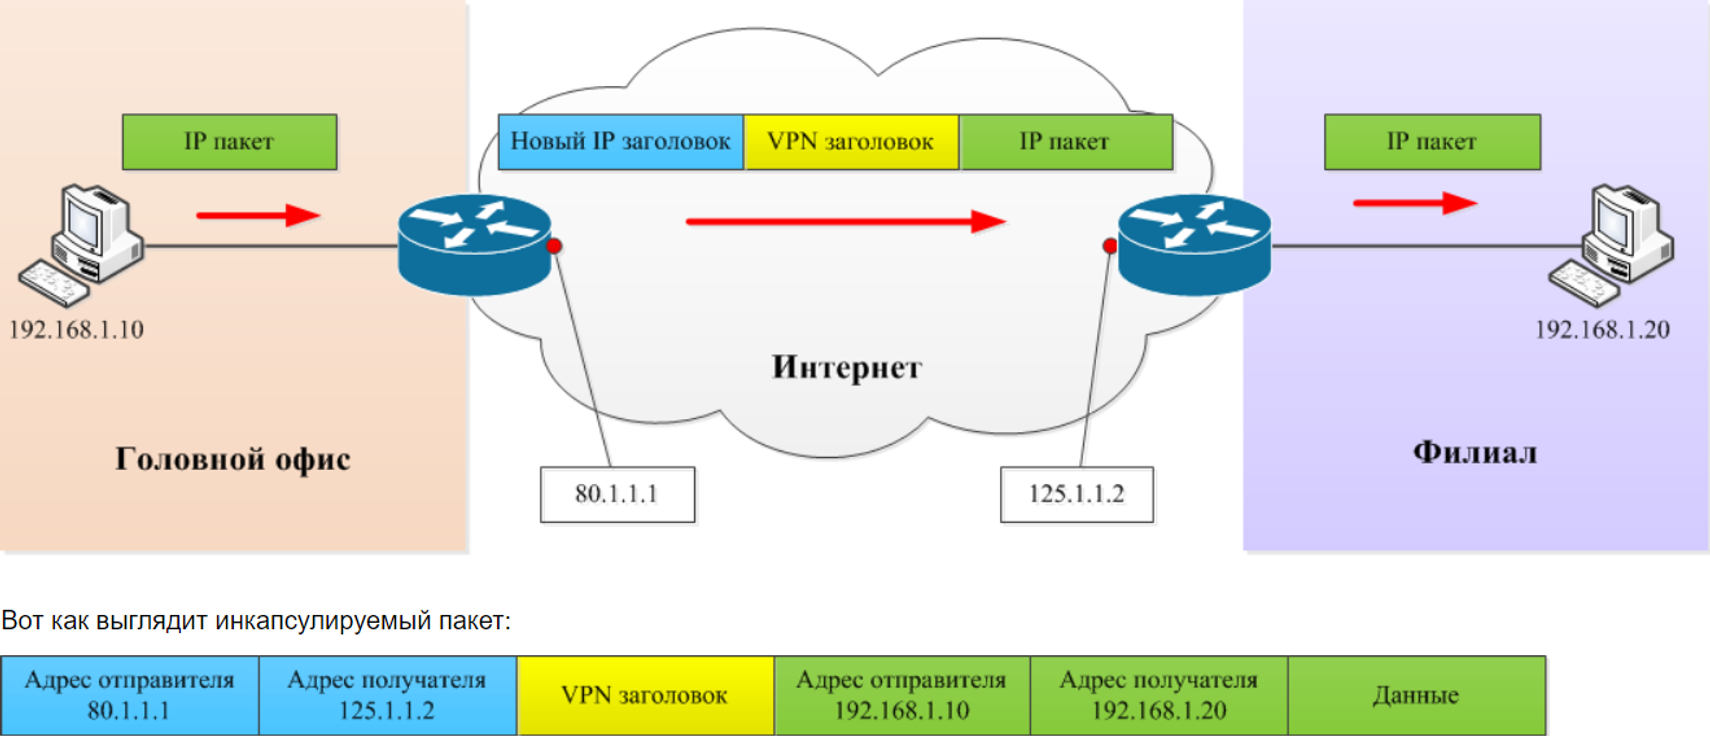 IP пакет
Новый IP заголовок
VPN заголовок
IP пакет
IP пакет
192.168.1.10
192.168.1.20
Интернет
Головной офис
Филиал
80.1.1.1
125.1.1.2
Вот как выглядит инкапсулируемый пакет:
Адрес отправителя
80.1.1.1
Адрес получателя
125.1.1.2
VPN заголовок
Адрес отправителя
192.168.1.10
Адрес получателя
192.168.1.20
Данные